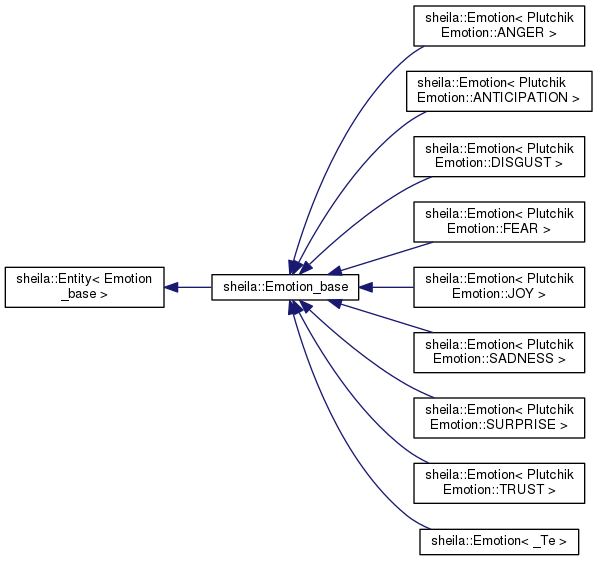 sheila::Emotion< Plutchik
Emotion::ANGER >
sheila::Emotion< Plutchik
Emotion::ANTICIPATION >
sheila::Emotion< Plutchik
Emotion::DISGUST >
sheila::Emotion< Plutchik
Emotion::FEAR >
sheila::Entity< Emotion
_base >
sheila::Emotion_base
sheila::Emotion< Plutchik
Emotion::JOY >
sheila::Emotion< Plutchik
Emotion::SADNESS >
sheila::Emotion< Plutchik
Emotion::SURPRISE >
sheila::Emotion< Plutchik
Emotion::TRUST >
sheila::Emotion< _Te >